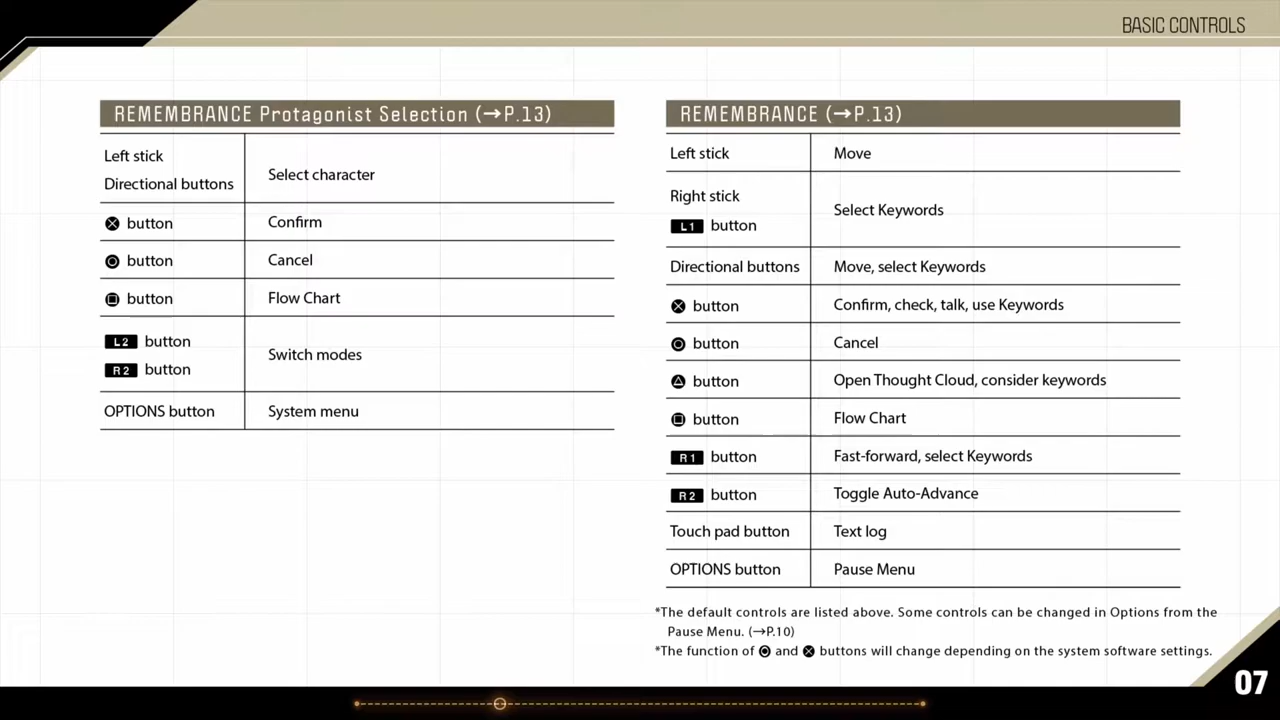 BASIC CONTROLS
REMEMBRANCE Protagonist Selection (→P.13)
Left stick
Directional buttons
Select character
button
Confirm
button
Cancel
button
Flow Chart
L2 button
R2 button
Switch modes
OPTIONS button
System menu
REMEMBRANCE (→P.13)
Left stick
Move
Right stick
L1 button
Select Keywords
Directional buttons
Move, select Keywords
button
Confirm, check, talk, use Keywords
button
Cancel
button
Open Thought Cloud, consider keywords
button
Flow Chart
R1 button
Fast-forward, select Keywords
R2 button
Toggle Auto-Advance
Touch pad button
Text log
OPTIONS button
Pause Menu
*The default controls are listed above. Some controls can be changed in Options from the
Pause Menu. (→P.10)
*The function of and buttons will change depending on the system software settings.
07